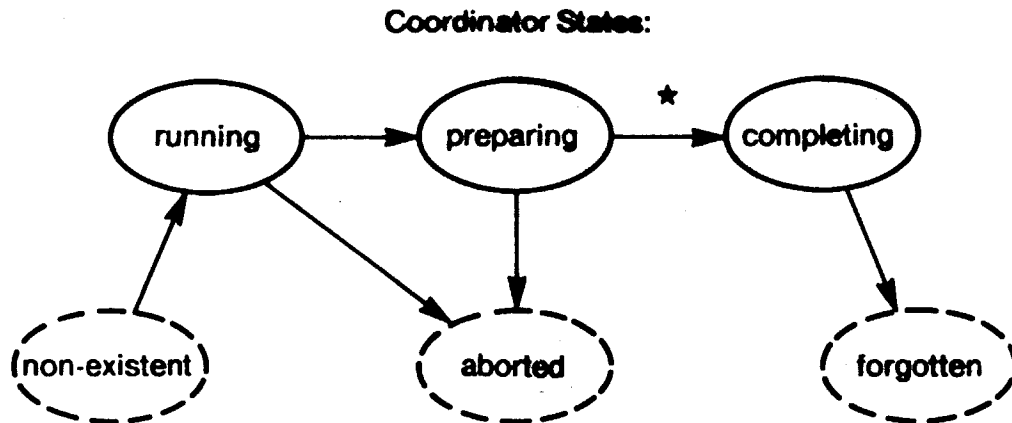 Coordinator States:
running
preparing
★
completing
non-existent
aborted
forgotten